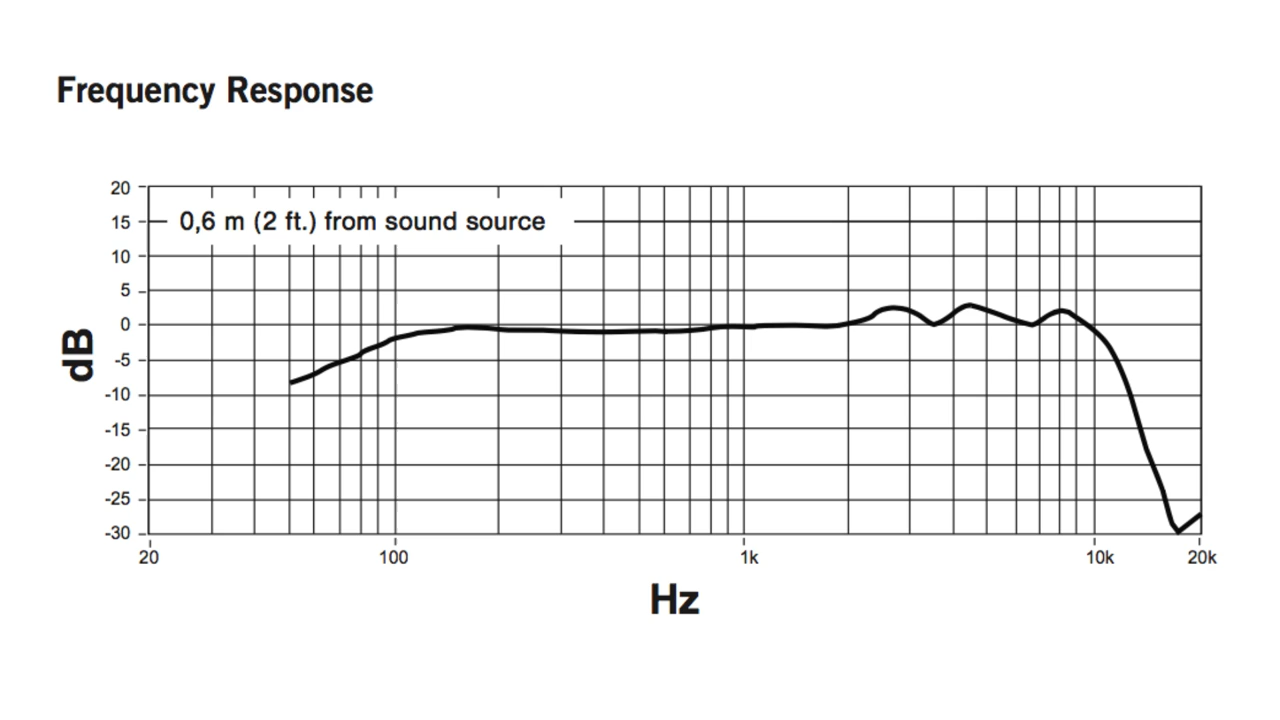 Frequency Response
0,6 m (2 ft.) from sound source
20
15
10
5
0
-5
-10
-15
-20
-25
-30
dB
20 100 1k 10k 20k
Hz